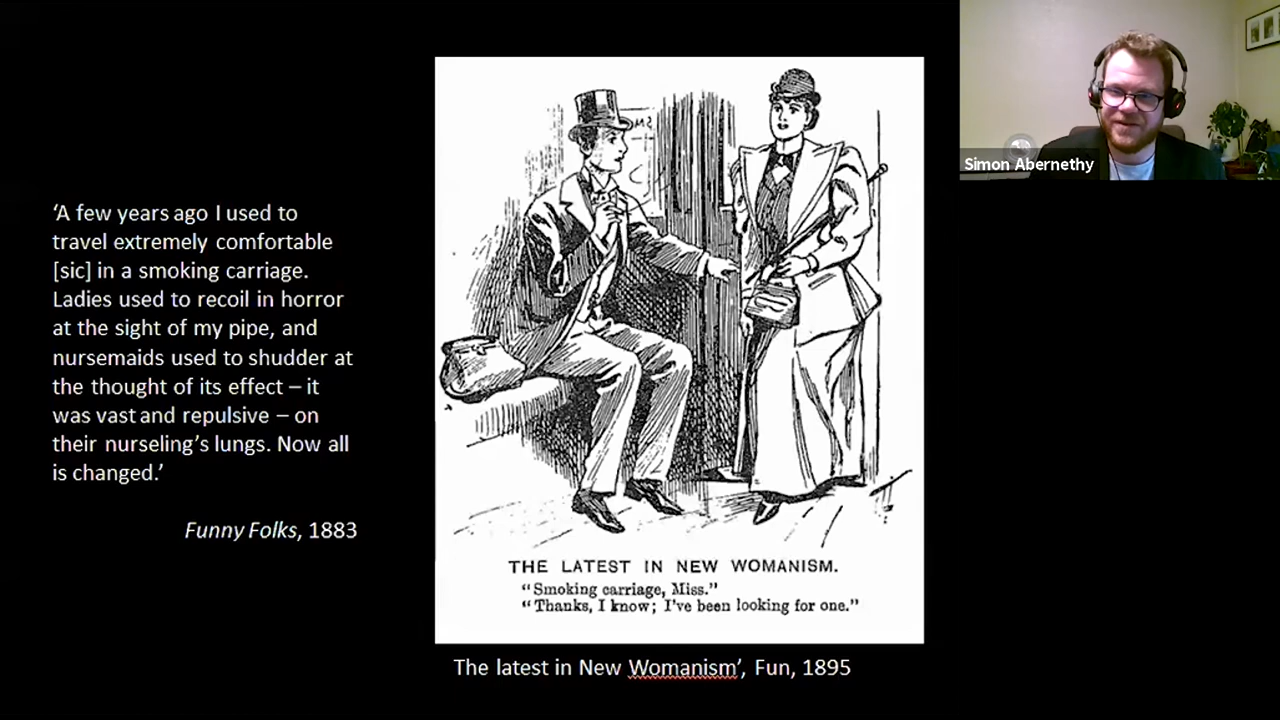 ‘A few years ago I used to
travel extremely comfortable
[sic] in a smoking carriage.
Ladies used to recoil in horror
at the sight of my pipe, and
nursemaids used to shudder at
the thought of its effect – it
was vast and repulsive – on
their nurseling’s lungs. Now all
is changed.’
Funny Folks, 1883
SM
THE LATEST IN NEW WOMANISM.
"Smoking carriage, Miss."
"Thanks, I know; I've been looking for one."
The latest in New Womanism’, Fun, 1895
Simon Abernethy